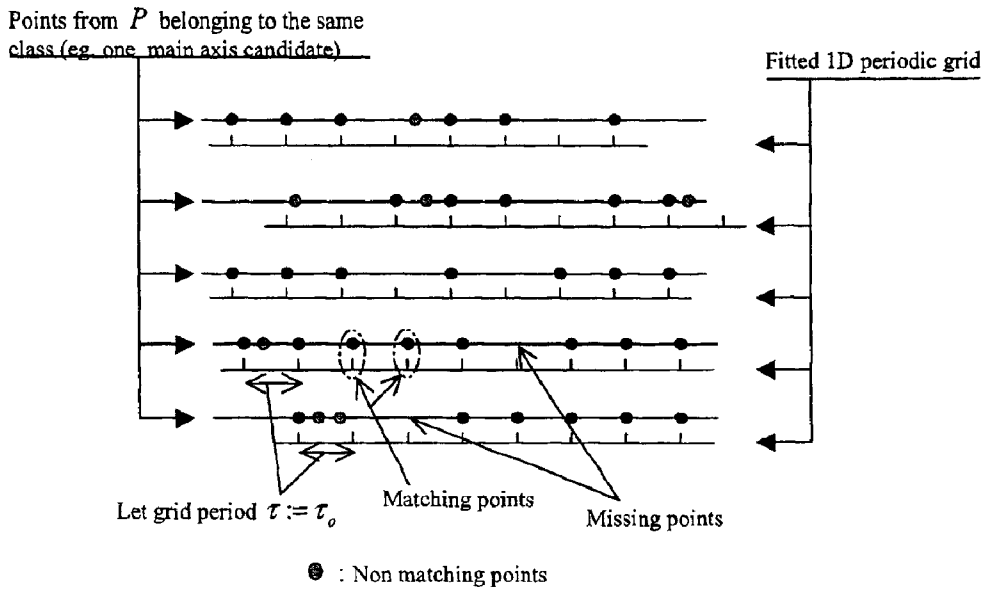 Points from P belonging to the same
class (eg. one main axis candidate)
Fitted 1D periodic grid
Let grid period τ := τₒ
Matching points
Missing points
: Non matching points